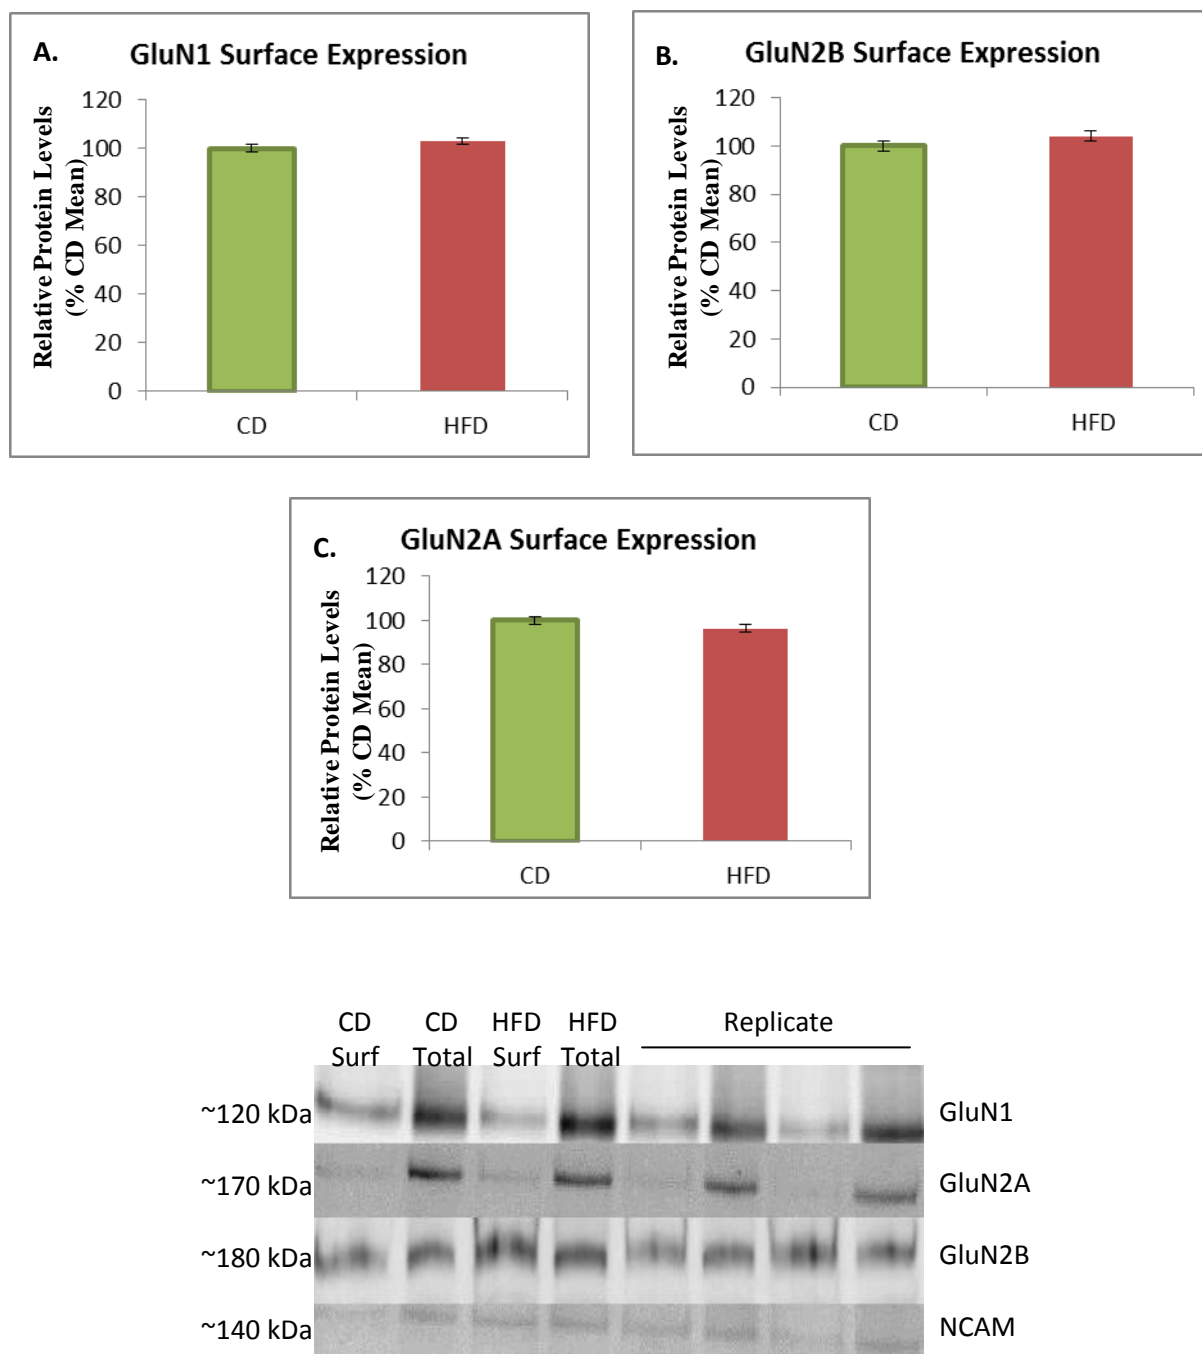 A.
GluN1 Surface Expression
Relative Protein Levels
(% CD Mean)
120
100
80
60
40
20
0
CD HFD
B.
GluN2B Surface Expression
Relative Protein Levels
(% CD Mean)
120
100
80
60
40
20
0
CD HFD
C.
GluN2A Surface Expression
Relative Protein Levels
(% CD Mean)
120
100
80
60
40
20
0
CD HFD
CD CD HFD HFD Replicate
Surf Total Surf Total
~120 kDa GluN1
~170 kDa GluN2A
~180 kDa GluN2B
~140 kDa NCAM